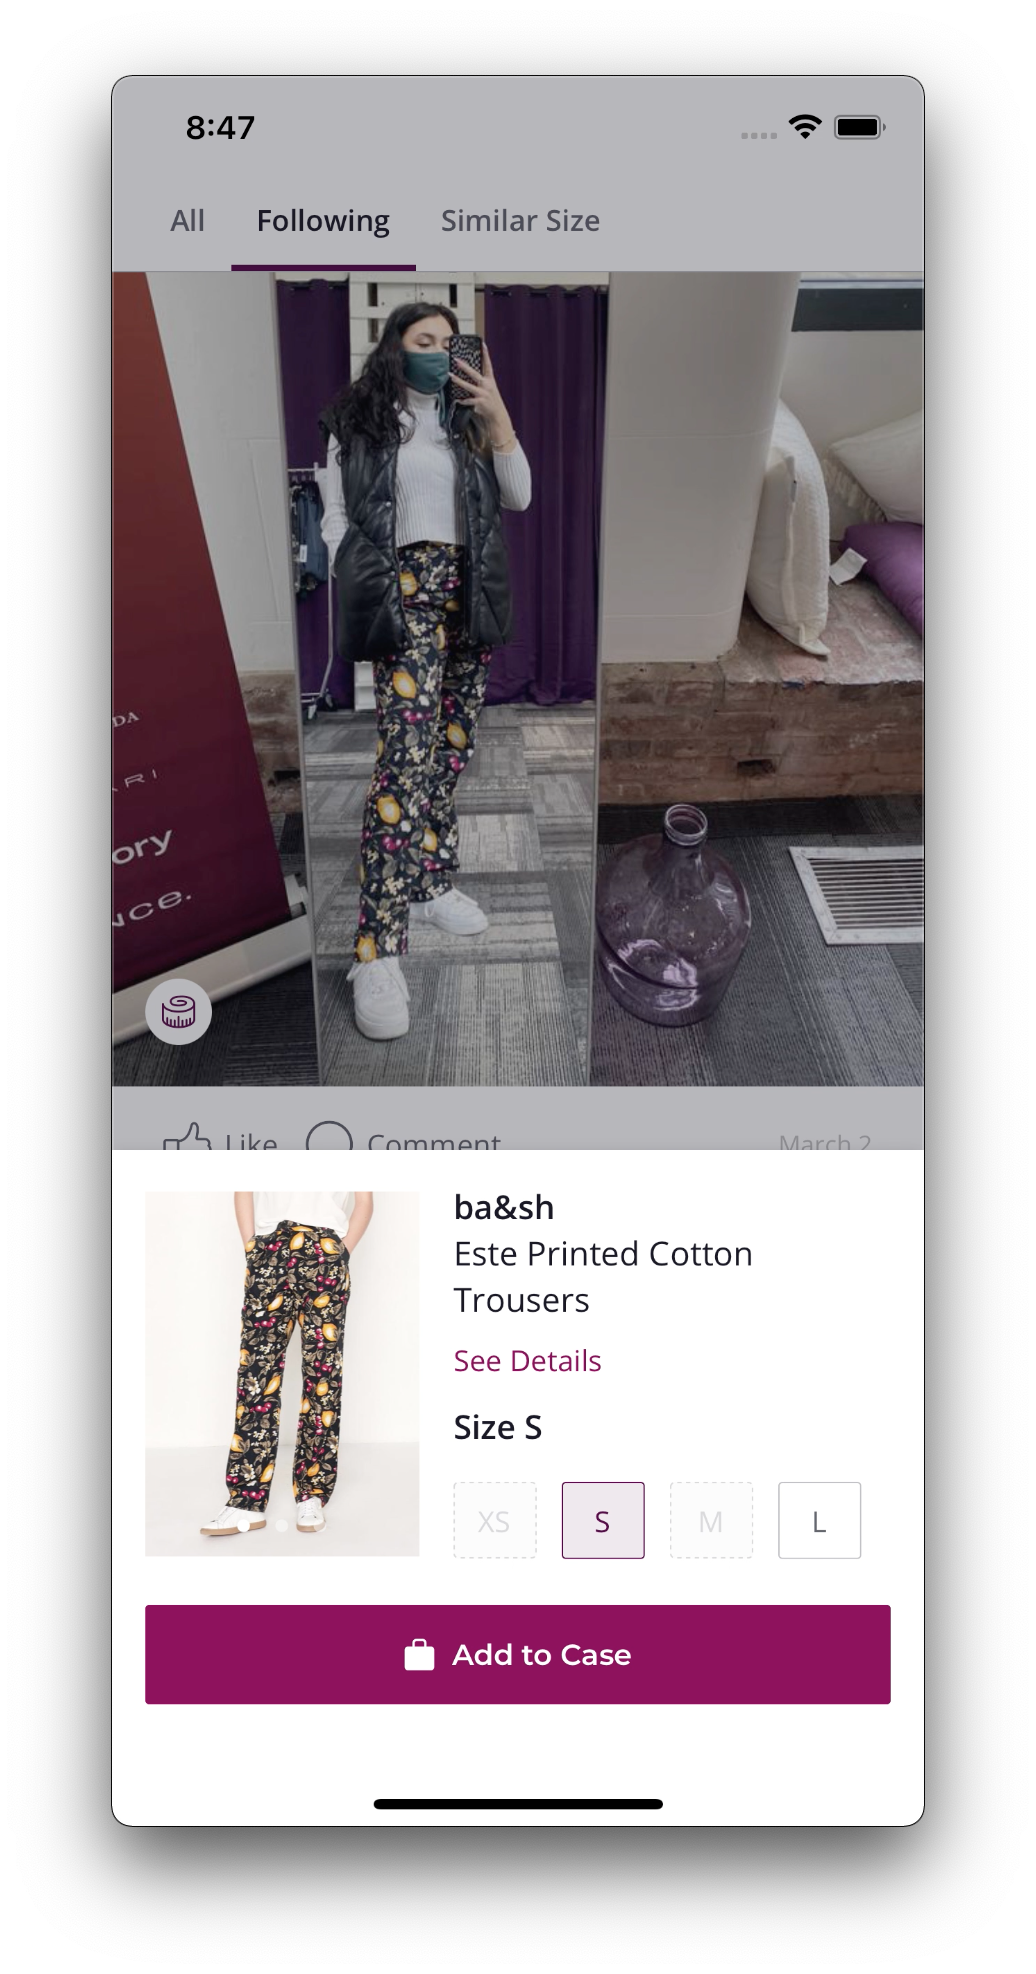 8:47
All Following Similar Size
DA
ARI
ory
nce.
Like Comment March 2
ba&sh
Este Printed Cotton
Trousers
See Details
Size S
XS S M L
Add to Case